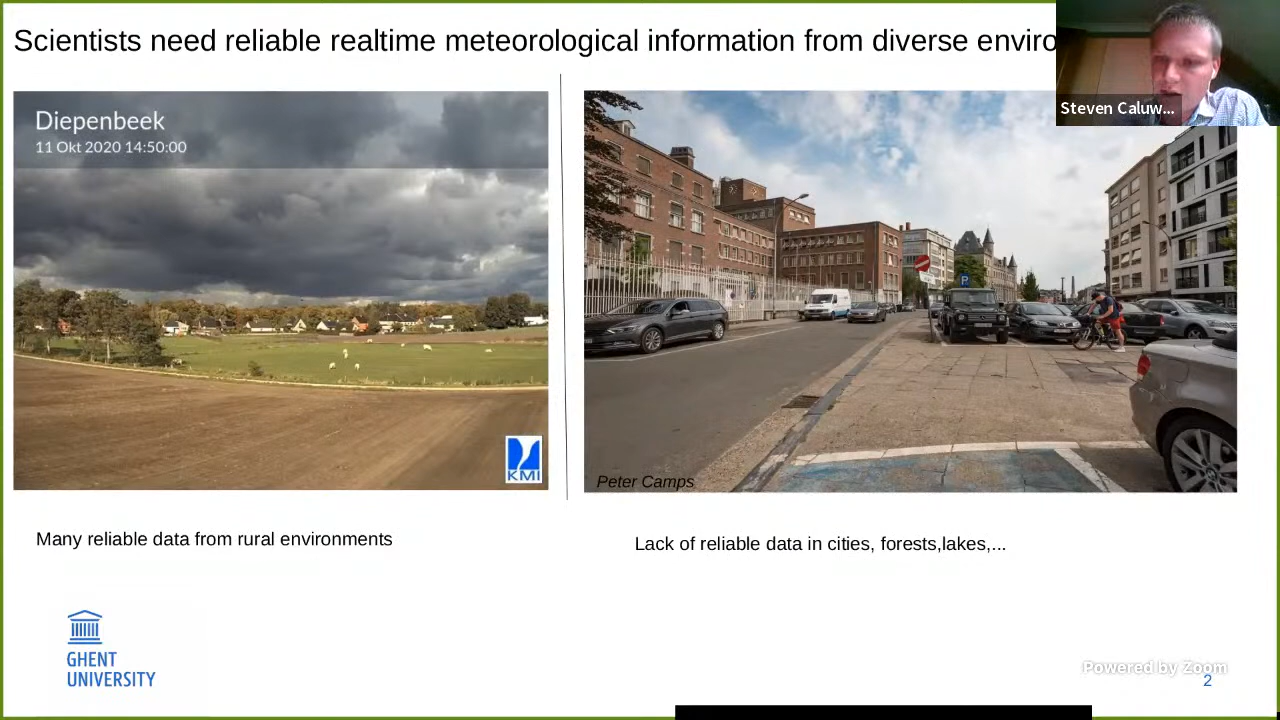 Scientists need reliable realtime meteorological information from diverse enviro
Steven Caluw...
Diepenbeek
11 Okt 2020 14:50:00
KMI
P
Peter Camps
Many reliable data from rural environments
Lack of reliable data in cities, forests,lakes,...
GHENT
UNIVERSITY
Powered by Zoom
2